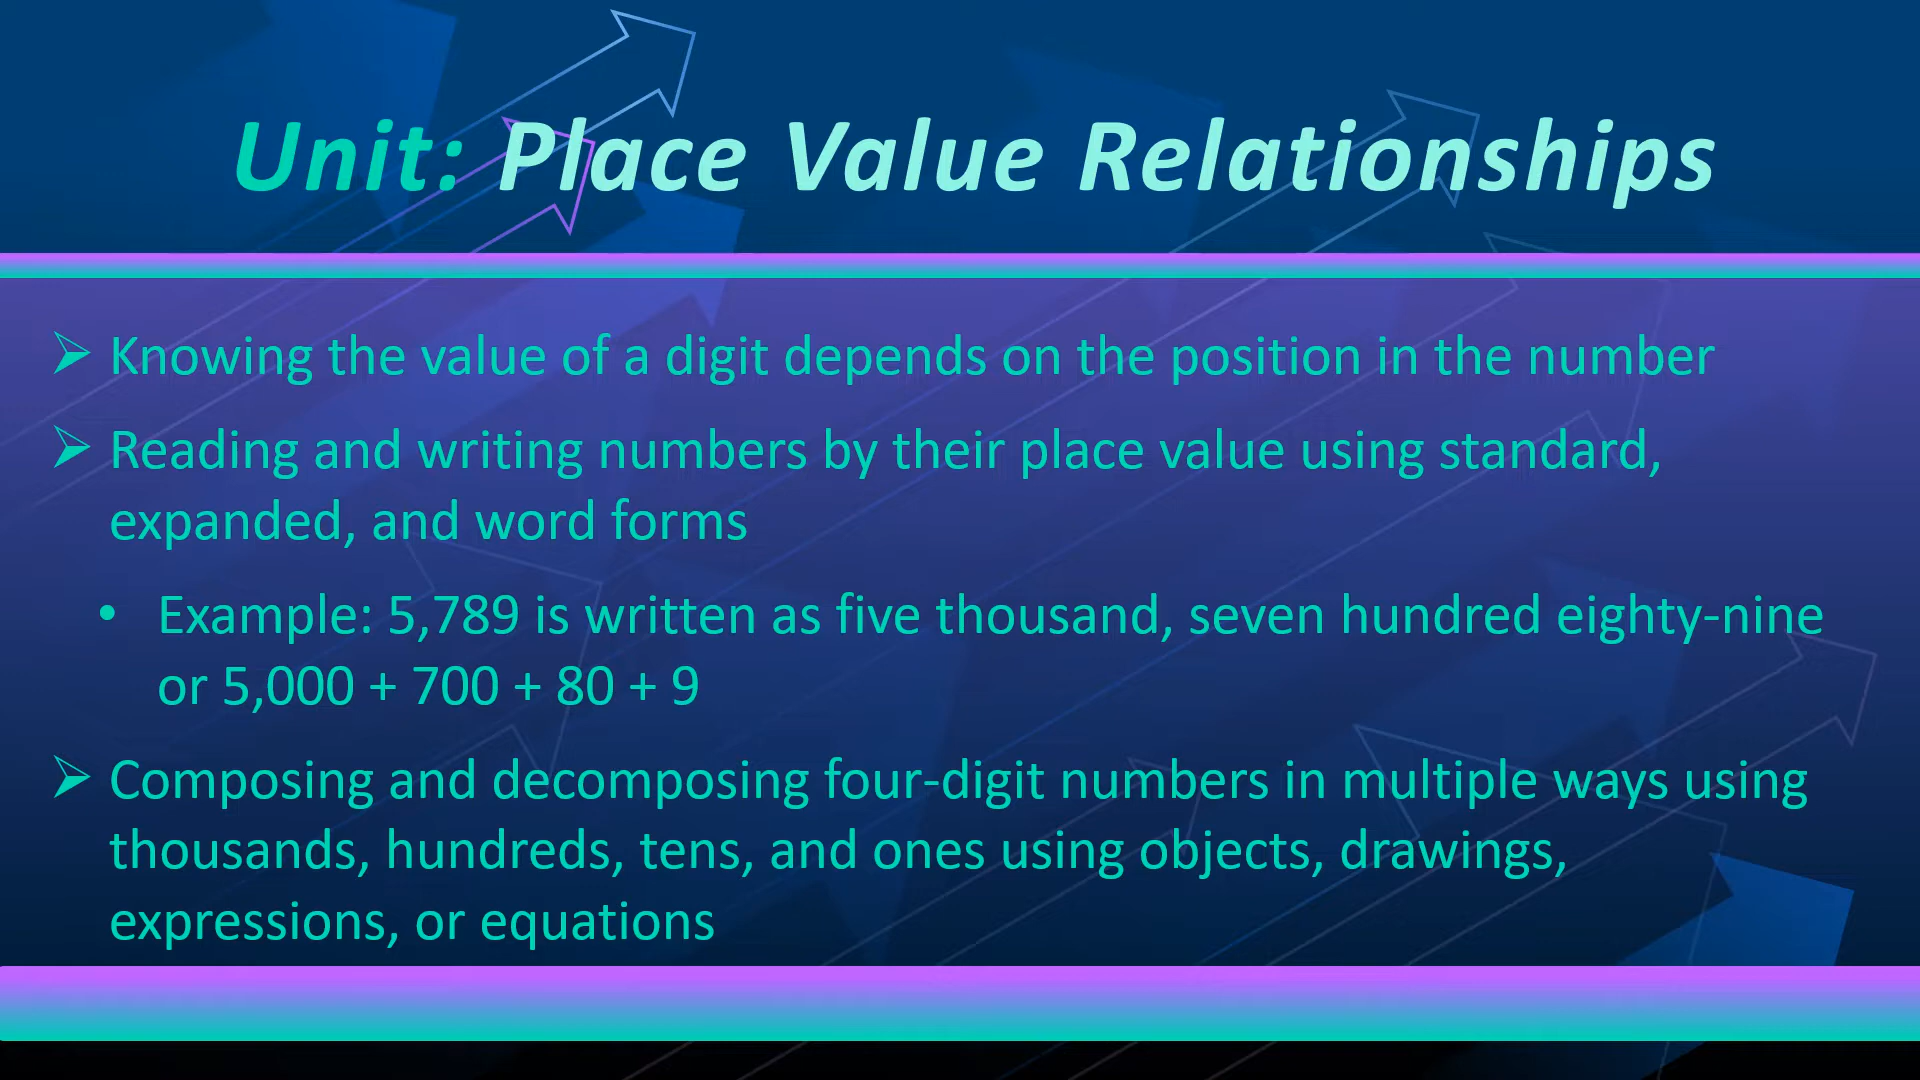 Unit: Place Value Relationships
➢ Knowing the value of a digit depends on the position in the number
➢ Reading and writing numbers by their place value using standard,
expanded, and word forms
• Example: 5,789 is written as five thousand, seven hundred eighty-nine
or 5,000 + 700 + 80 + 9
➢ Composing and decomposing four-digit numbers in multiple ways using
thousands, hundreds, tens, and ones using objects, drawings,
expressions, or equations